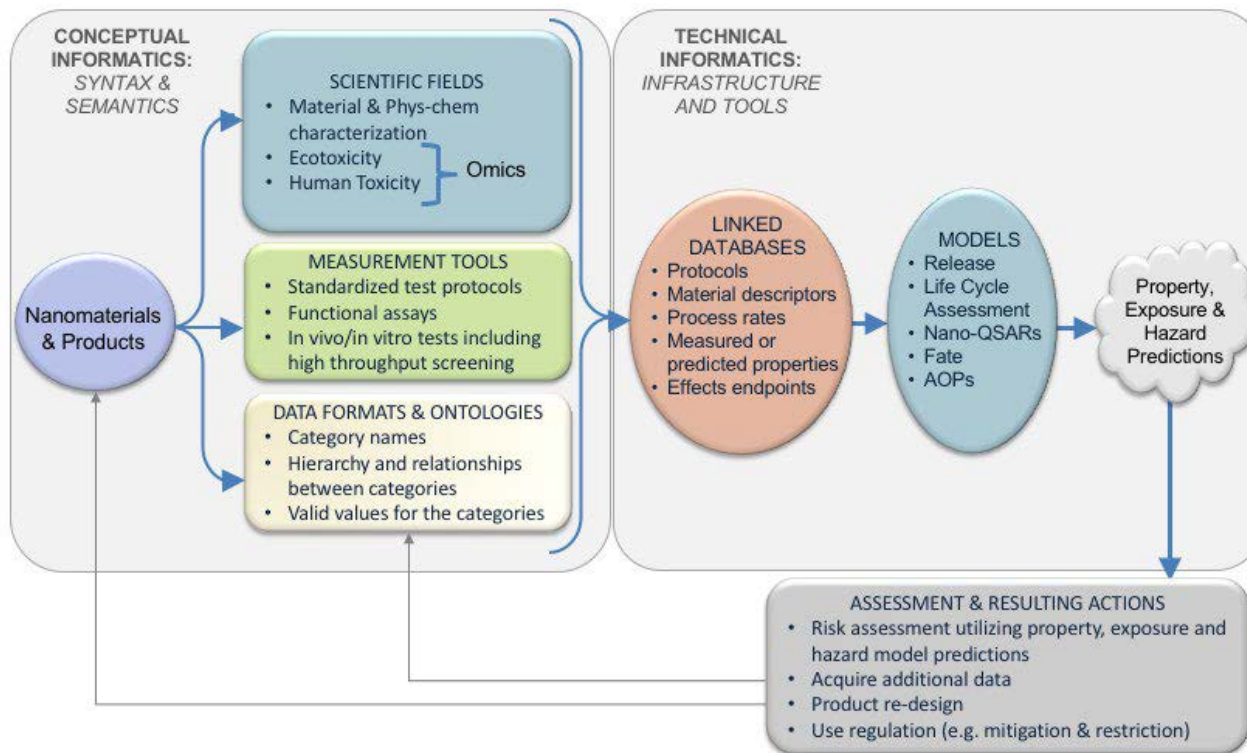 CONCEPTUAL
INFORMATICS:
SYNTAX &
SEMANTICS
Nanomaterials
& Products
SCIENTIFIC FIELDS
• Material & Phys-chem
characterization
• Ecotoxicity
• Human Toxicity
Omics
MEASUREMENT TOOLS
• Standardized test protocols
• Functional assays
• In vivo/in vitro tests including
high throughput screening
DATA FORMATS & ONTOLOGIES
• Category names
• Hierarchy and relationships
between categories
• Valid values for the categories
TECHNICAL
INFORMATICS:
INFRASTRUCTURE
AND TOOLS
LINKED
DATABASES
• Protocols
• Material descriptors
• Process rates
• Measured or
predicted properties
• Effects endpoints
MODELS
• Release
• Life Cycle
Assessment
• Nano-QSARs
• Fate
• AOPs
Property,
Exposure &
Hazard
Predictions
ASSESSMENT & RESULTING ACTIONS
• Risk assessment utilizing property, exposure and
hazard model predictions
• Acquire additional data
• Product re-design
• Use regulation (e.g. mitigation & restriction)